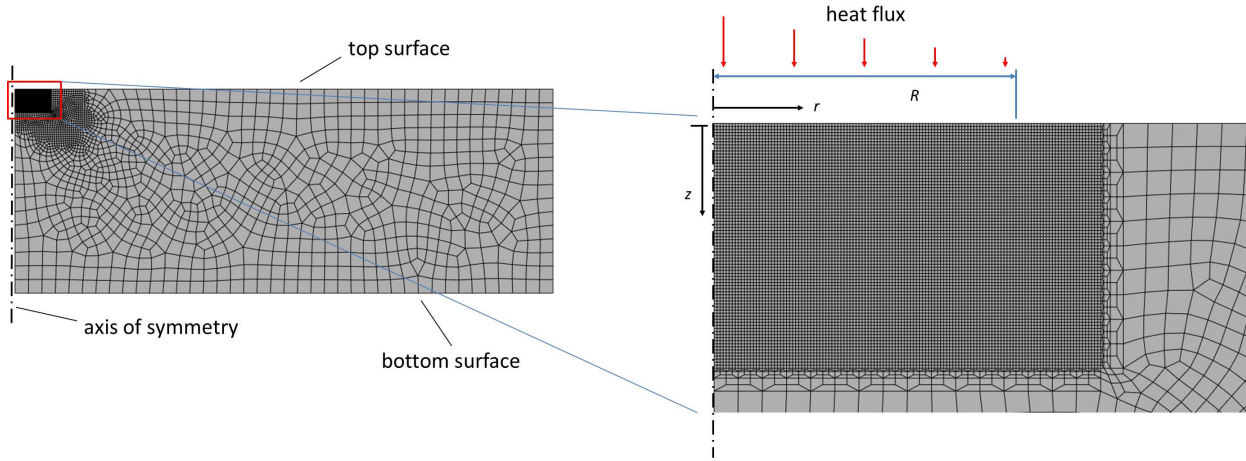 top surface
axis of symmetry
bottom surface
heat flux
R
r
z